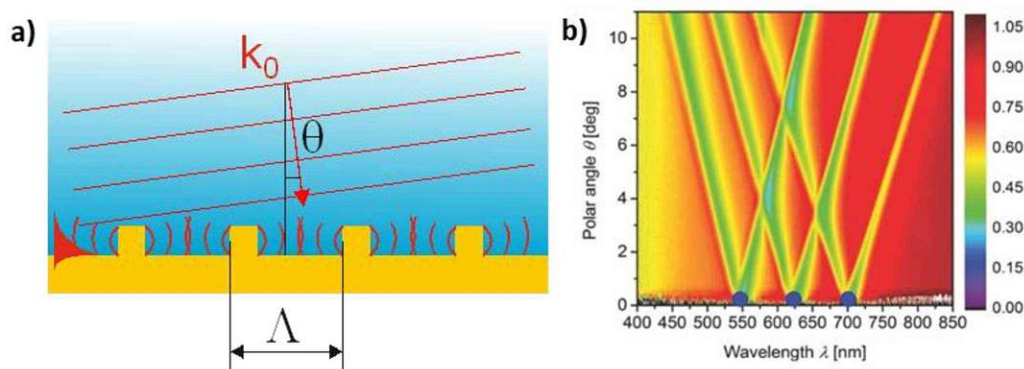 a)
k0
θ
Λ
b)
Polar angle θ [deg]
10
8
6
4
2
0
400 450 500 550 600 650 700 750 800 850
Wavelength λ [nm]
1.05
0.90
0.75
0.60
0.45
0.30
0.15
0.00